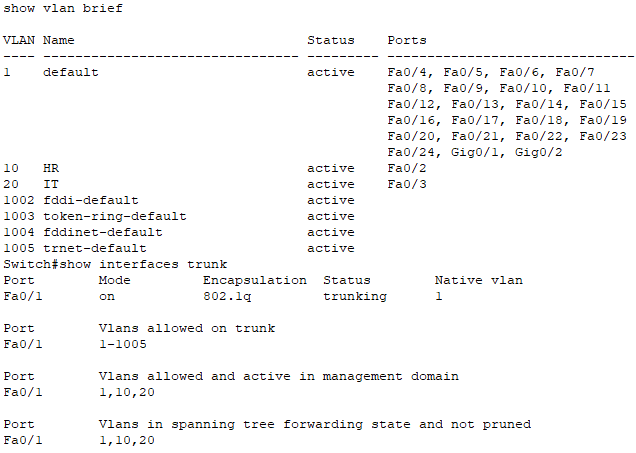 show vlan brief
VLAN Name Status Ports
---- -------------------------------- --------- -------------------------------
1 default active Fa0/4, Fa0/5, Fa0/6, Fa0/7
Fa0/8, Fa0/9, Fa0/10, Fa0/11
Fa0/12, Fa0/13, Fa0/14, Fa0/15
Fa0/16, Fa0/17, Fa0/18, Fa0/19
Fa0/20, Fa0/21, Fa0/22, Fa0/23
Fa0/24, Gig0/1, Gig0/2
10 HR active Fa0/2
20 IT active Fa0/3
1002 fddi-default active
1003 token-ring-default active
1004 fddinet-default active
1005 trnet-default active
Switch#show interfaces trunk
Port Mode Encapsulation Status Native vlan
Fa0/1 on 802.1q trunking 1
Port Vlans allowed on trunk
Fa0/1 1-1005
Port Vlans allowed and active in management domain
Fa0/1 1,10,20
Port Vlans in spanning tree forwarding state and not pruned
Fa0/1 1,10,20